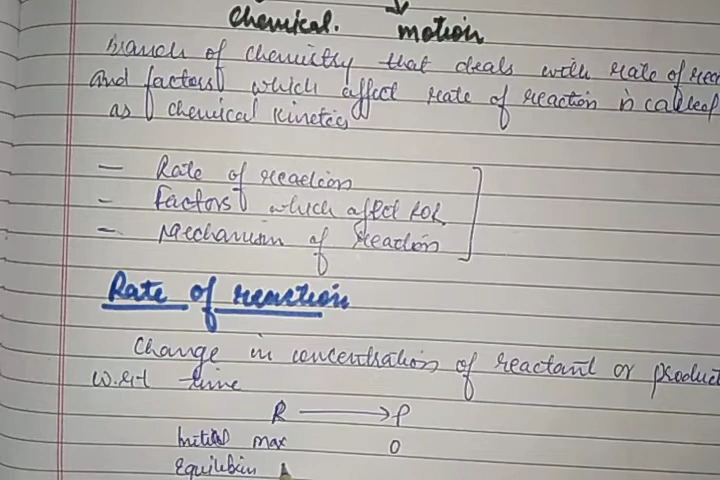 Chemical. motion
branch of chemistry that deals with rate of reac
and factors which affect rate of reaction is called
as chemical kinetics
— Rate of reaction
— Factors which affect ROR
— Mechanism of reaction
Rate of reaction
Change in concentration of reactant or product
w.r.t time
R ⟶ P
Initial max 0